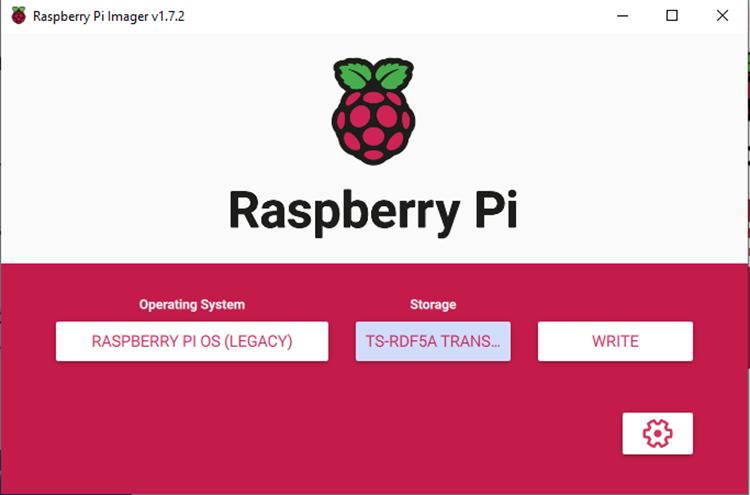 Raspberry Pi Imager v1.7.2
Raspberry Pi
Operating System
Storage
RASPBERRY PI OS (LEGACY)
TS-RDF5A TRANS...
WRITE